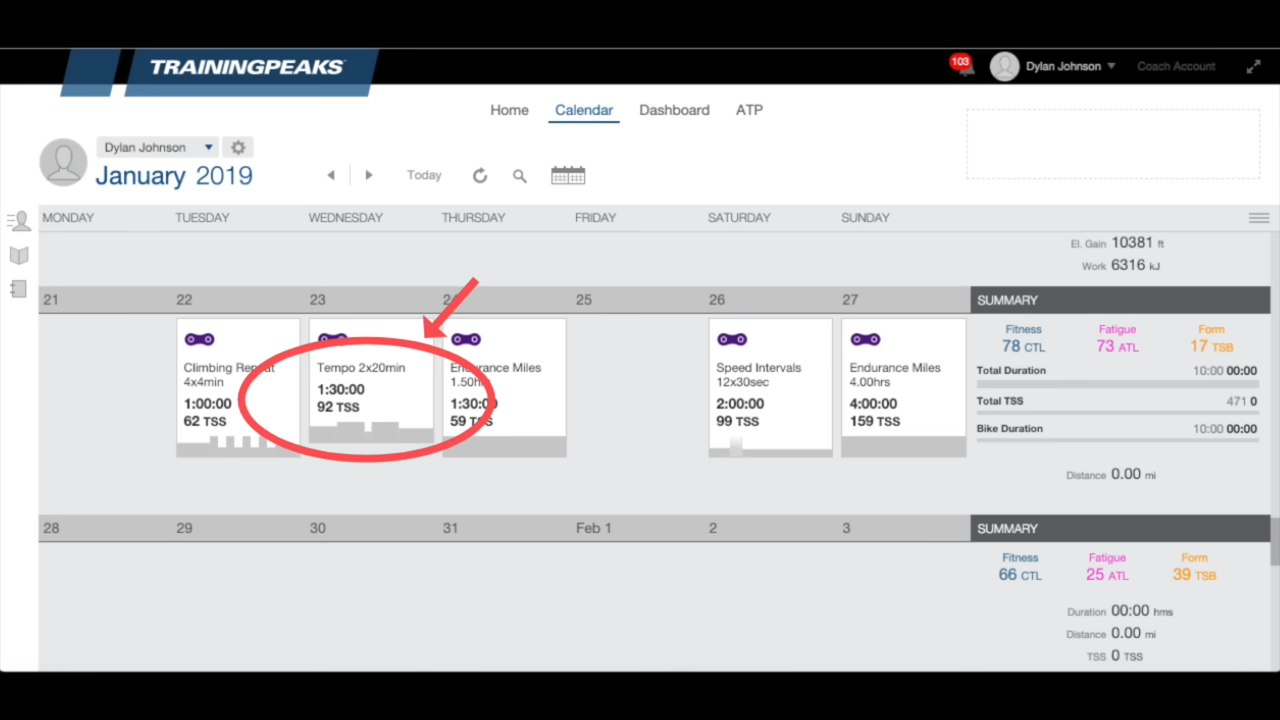 TRAININGPEAKS
103
Dylan Johnson
Coach Account
Home
Calendar
Dashboard
ATP
Dylan Johnson
January 2019
Today
MONDAY
TUESDAY
WEDNESDAY
THURSDAY
FRIDAY
SATURDAY
SUNDAY
El. Gain 10381 ft
Work 6316 kJ
21
22
23
24
25
26
27
SUMMARY
Climbing Repeat
4x4min
1:00:00
62 TSS
Tempo 2x20min
1:30:00
92 TSS
Endurance Miles
1.50hrs
1:30:00
59 TSS
Speed Intervals
12x30sec
2:00:00
99 TSS
Endurance Miles
4.00hrs
4:00:00
159 TSS
Fitness
78 CTL
Fatigue
73 ATL
Form
17 TSB
Total Duration 10:00 00:00
Total TSS 471 0
Bike Duration 10:00 00:00
Distance 0.00 mi
28
29
30
31
Feb 1
2
3
SUMMARY
Fitness
66 CTL
Fatigue
25 ATL
Form
39 TSB
Duration 00:00 hms
Distance 0.00 mi
TSS 0 TSS